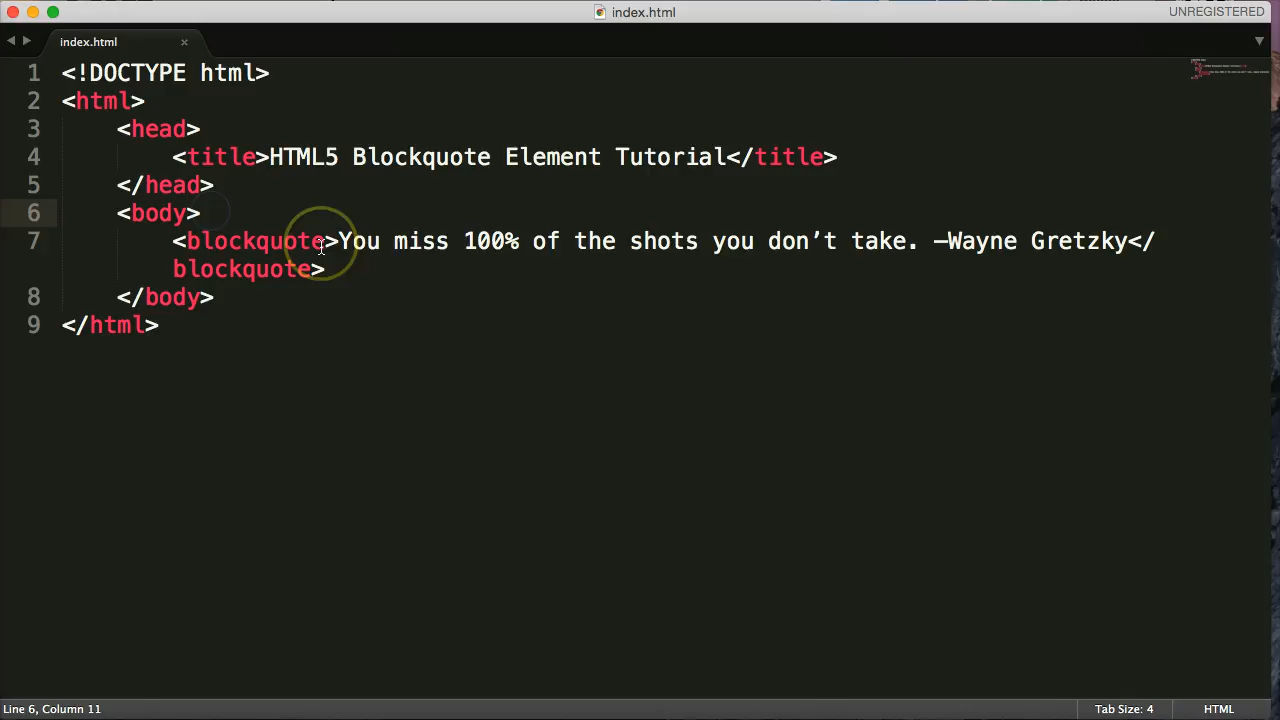 index.html
UNREGISTERED
index.html ×
1 <!DOCTYPE html>
2 <html>
3 <head>
4 <title>HTML5 Blockquote Element Tutorial</title>
5 </head>
6 <body>
7 <blockquote>You miss 100% of the shots you don’t take. —Wayne Gretzky</
blockquote>
8 </body>
9 </html>
Line 6, Column 11
Tab Size: 4
HTML